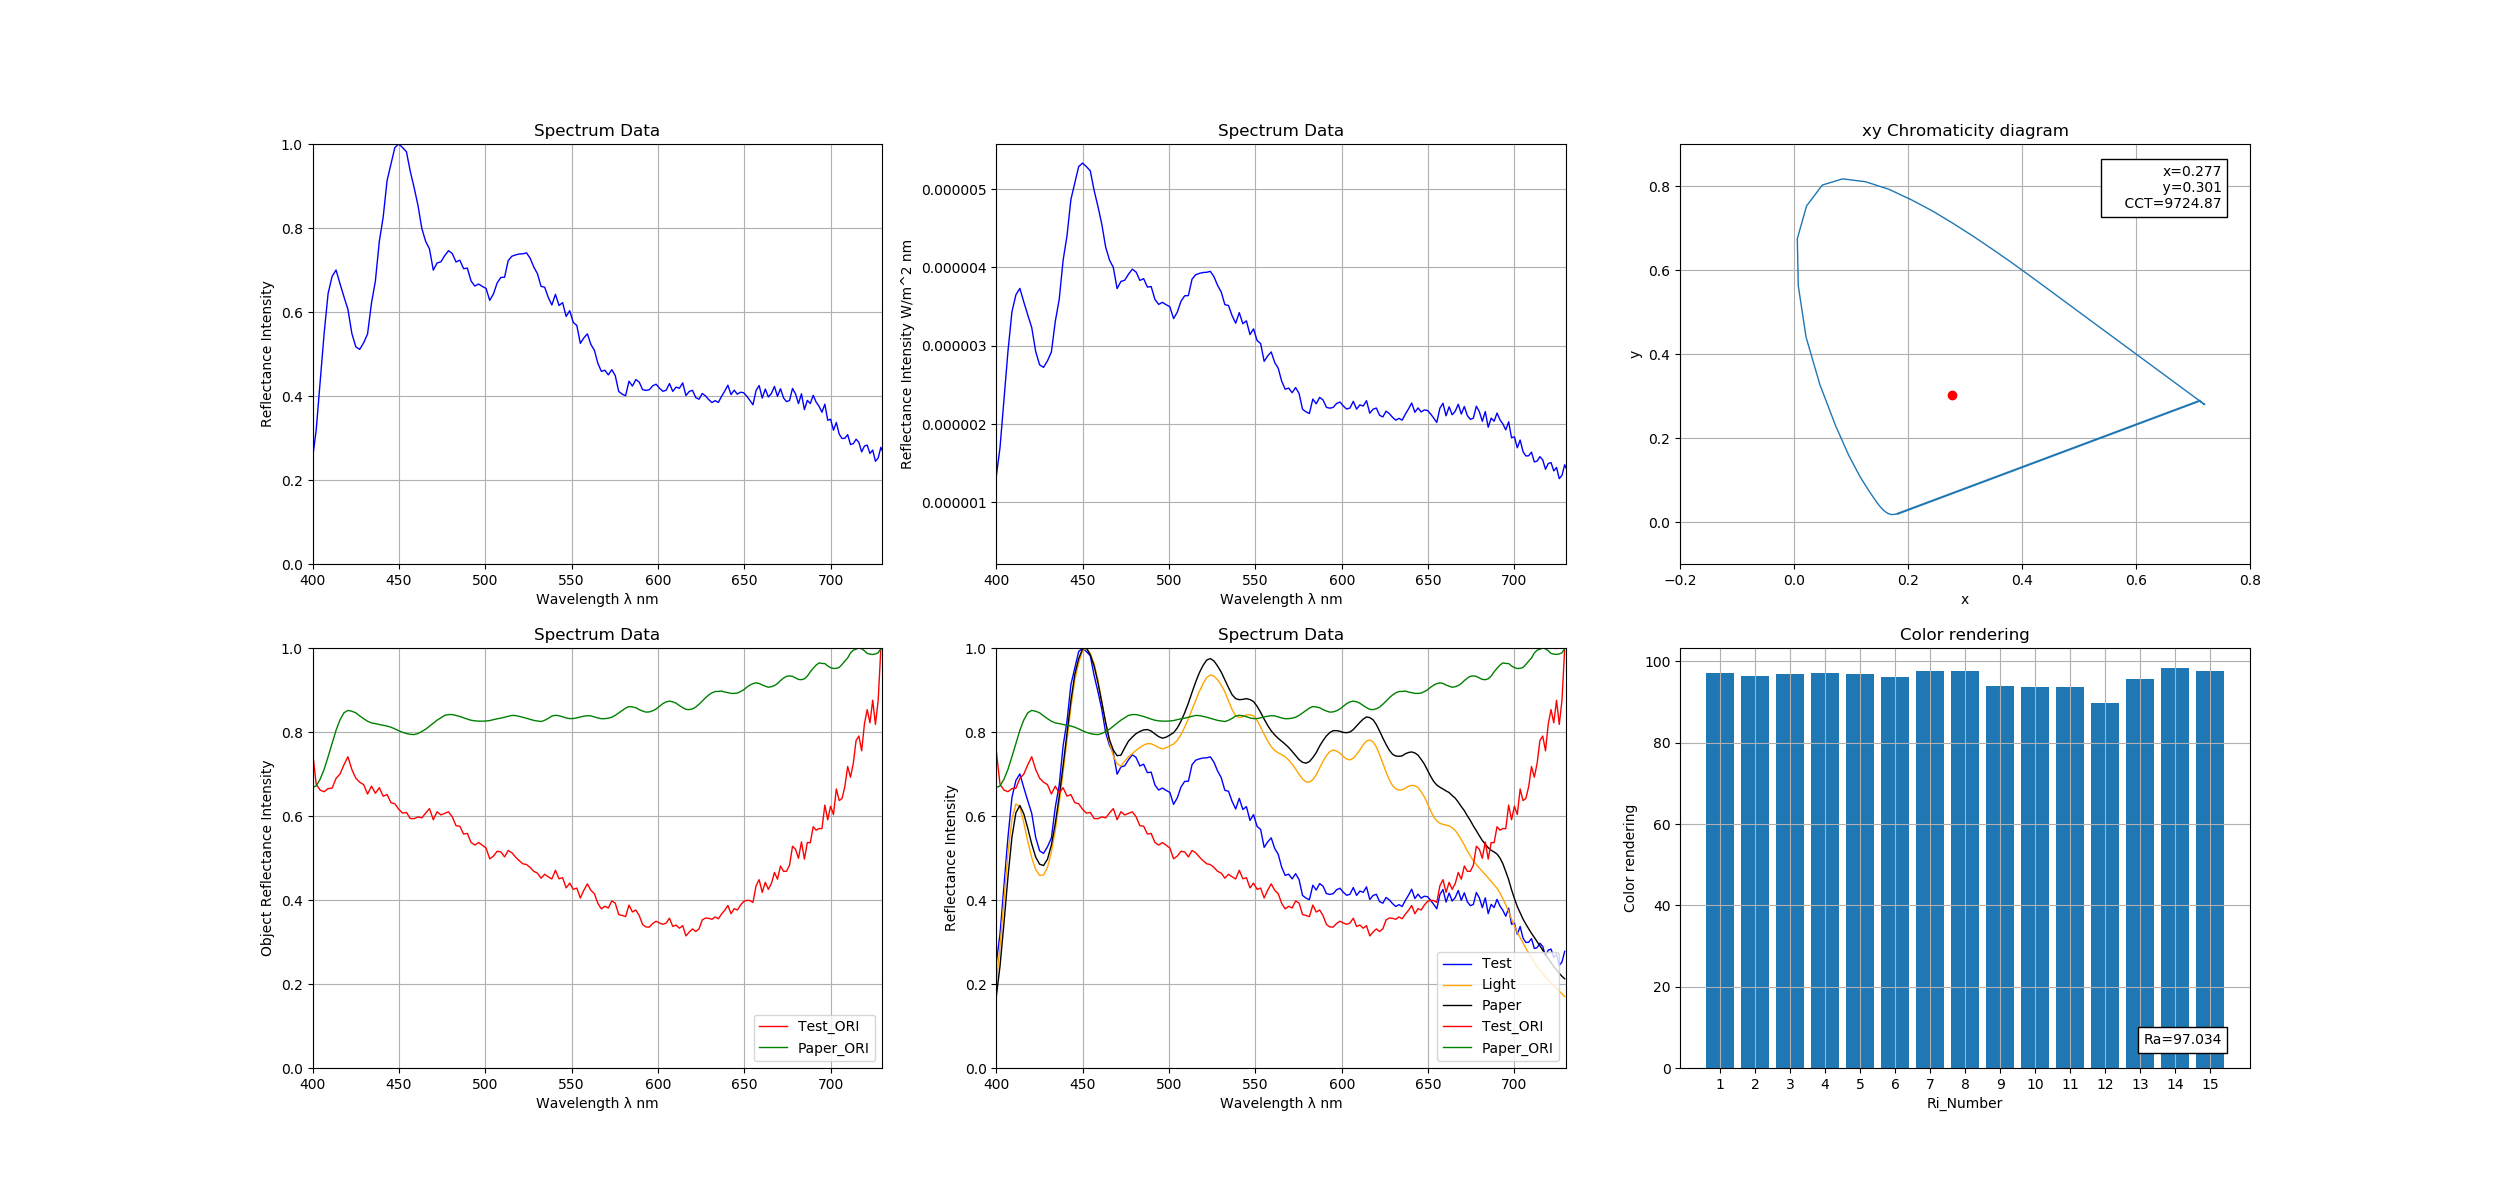 Spectrum Data
1.0
0.8
0.6
0.4
0.2
0.0
Reflectance Intensity
400 450 500 550 600 650 700
Wavelength λ nm
Spectrum Data
0.000005
0.000004
0.000003
0.000002
0.000001
Reflectance Intensity W/m^2 nm
400 450 500 550 600 650 700
Wavelength λ nm
xy Chromaticity diagram
x=0.277
y=0.301
CCT=9724.87
0.8
0.6
0.4
0.2
0.0
y
−0.2 0.0 0.2 0.4 0.6 0.8
x
Spectrum Data
1.0
0.8
0.6
0.4
0.2
0.0
Object Reflectance Intensity
Test_ORI
Paper_ORI
400 450 500 550 600 650 700
Wavelength λ nm
Spectrum Data
1.0
0.8
0.6
0.4
0.2
0.0
Reflectance Intensity
Test
Light
Paper
Test_ORI
Paper_ORI
400 450 500 550 600 650 700
Wavelength λ nm
Color rendering
100
80
60
40
20
0
Color rendering
Ra=97.034
1 2 3 4 5 6 7 8 9 10 11 12 13 14 15
Ri_Number